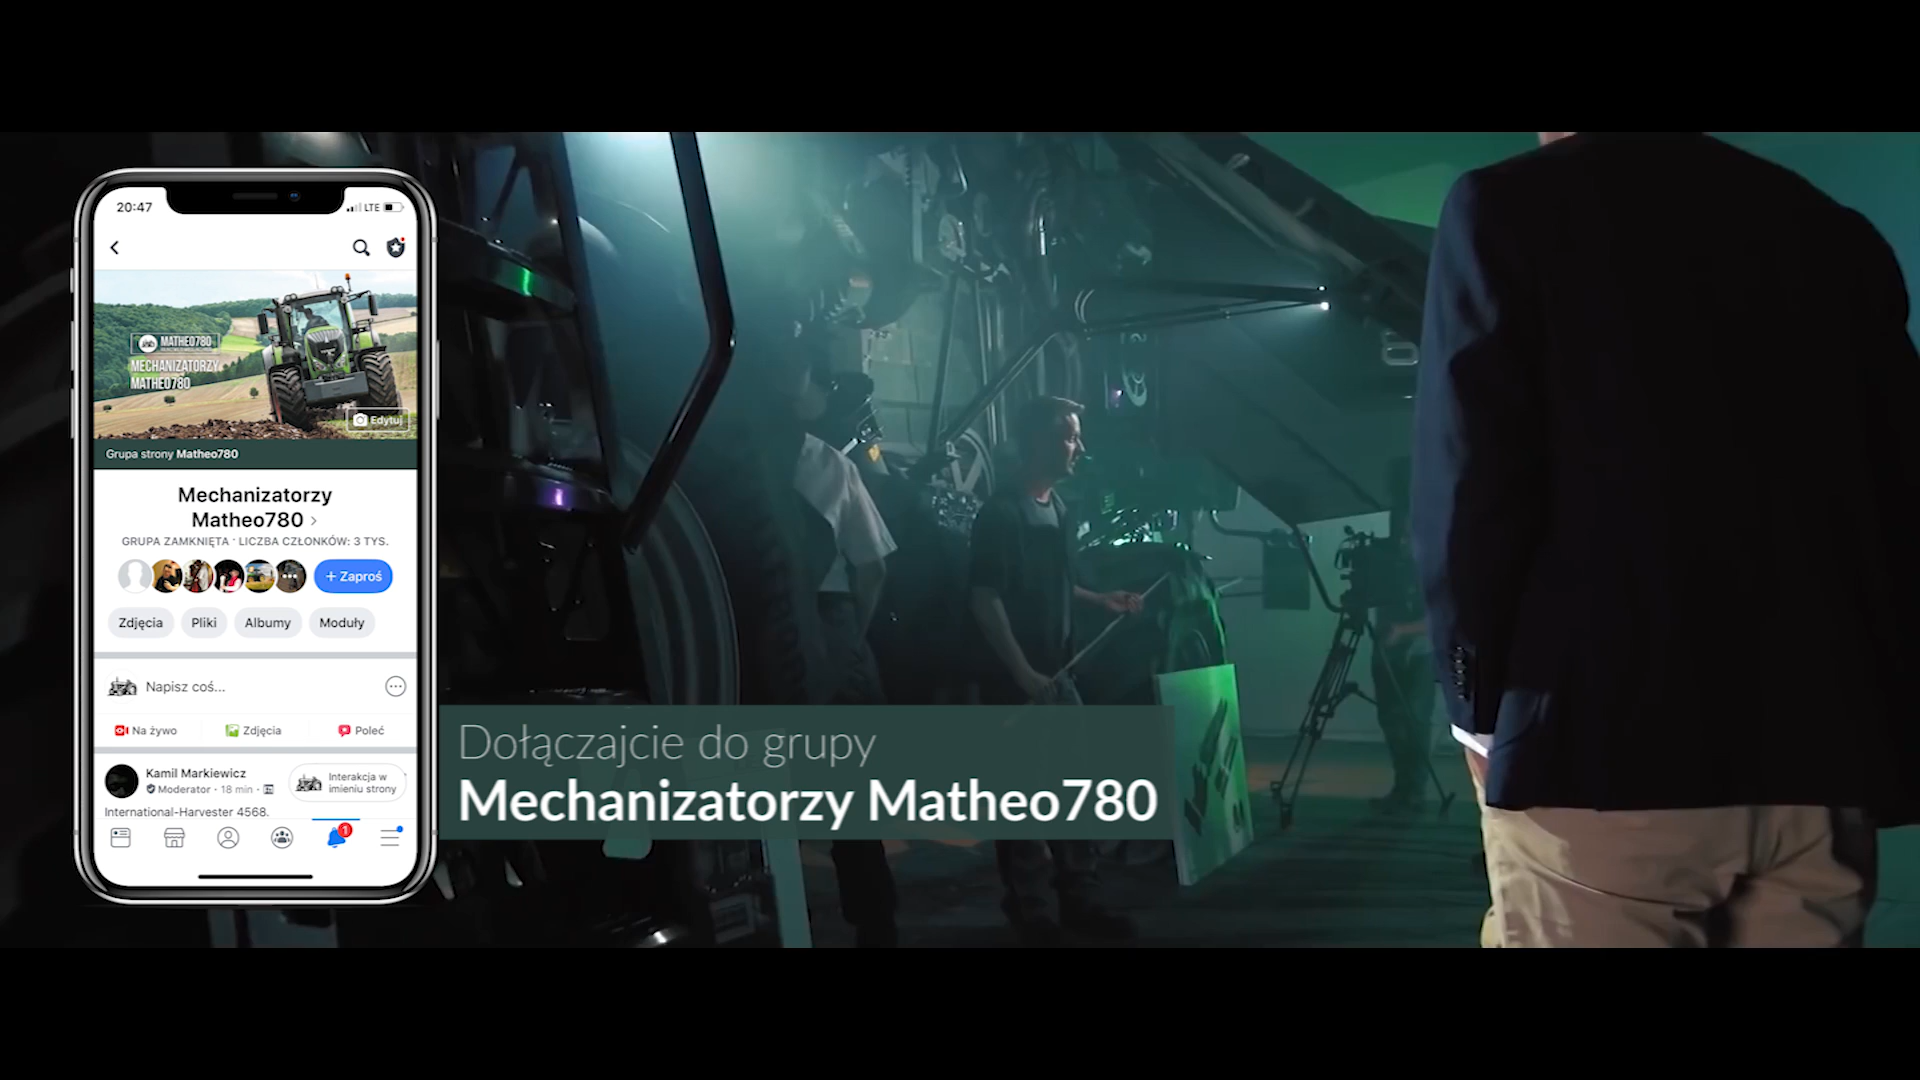 20:47
LTE
MATHEO780
MECHANIZATORZY
MATHEO780
Edytuj
Grupa strony Matheo780
Mechanizatorzy
Matheo780 >
GRUPA ZAMKNIĘTA · LICZBA CZŁONKÓW: 3 TYS.
+ Zaproś
Zdjęcia
Pliki
Albumy
Moduły
Napisz coś...
Na żywo
Zdjęcia
Poleć
Kamil Markiewicz
Moderator · 18 min ·
Interakcja w
imieniu strony
International-Harvester 4568.
1
Dołączajcie do grupy
Mechanizatorzy Matheo780